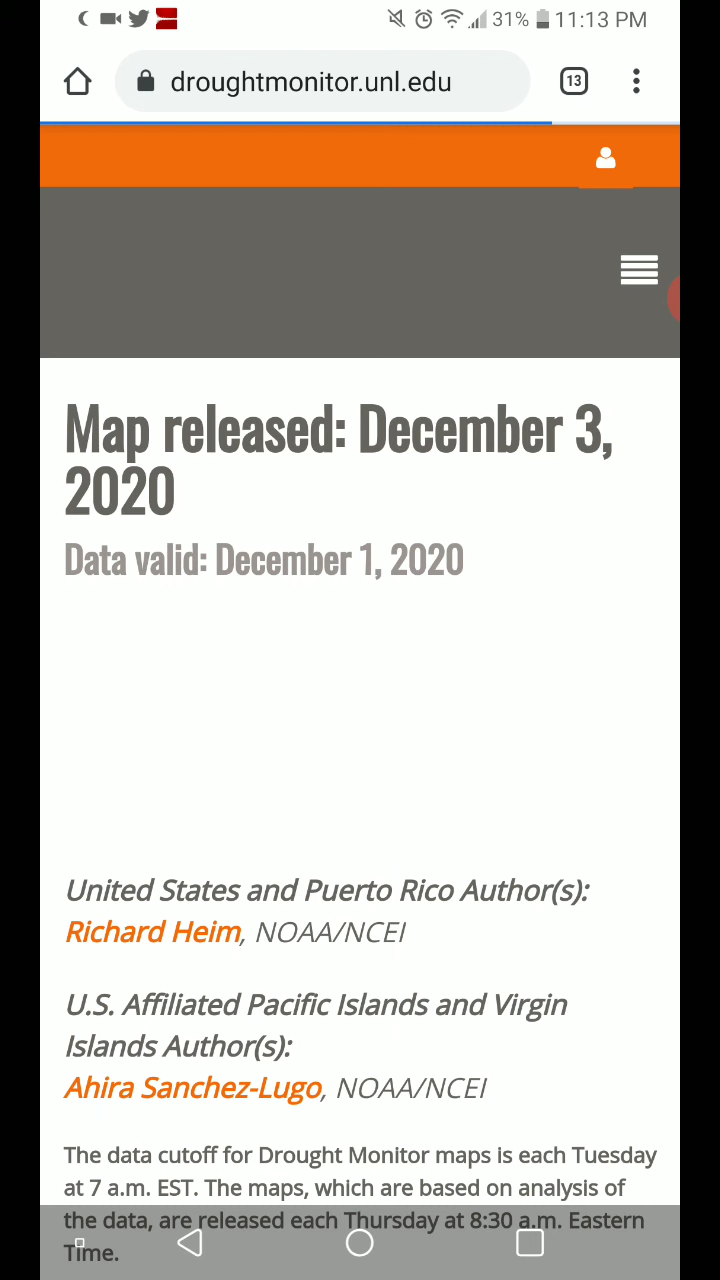 31% 11:13 PM
droughtmonitor.unl.edu 13
Map released: December 3,
2020
Data valid: December 1, 2020
United States and Puerto Rico Author(s):
Richard Heim, NOAA/NCEI
U.S. Affiliated Pacific Islands and Virgin
Islands Author(s):
Ahira Sanchez-Lugo, NOAA/NCEI
The data cutoff for Drought Monitor maps is each Tuesday
at 7 a.m. EST. The maps, which are based on analysis of
the data, are released each Thursday at 8:30 a.m. Eastern
Time.